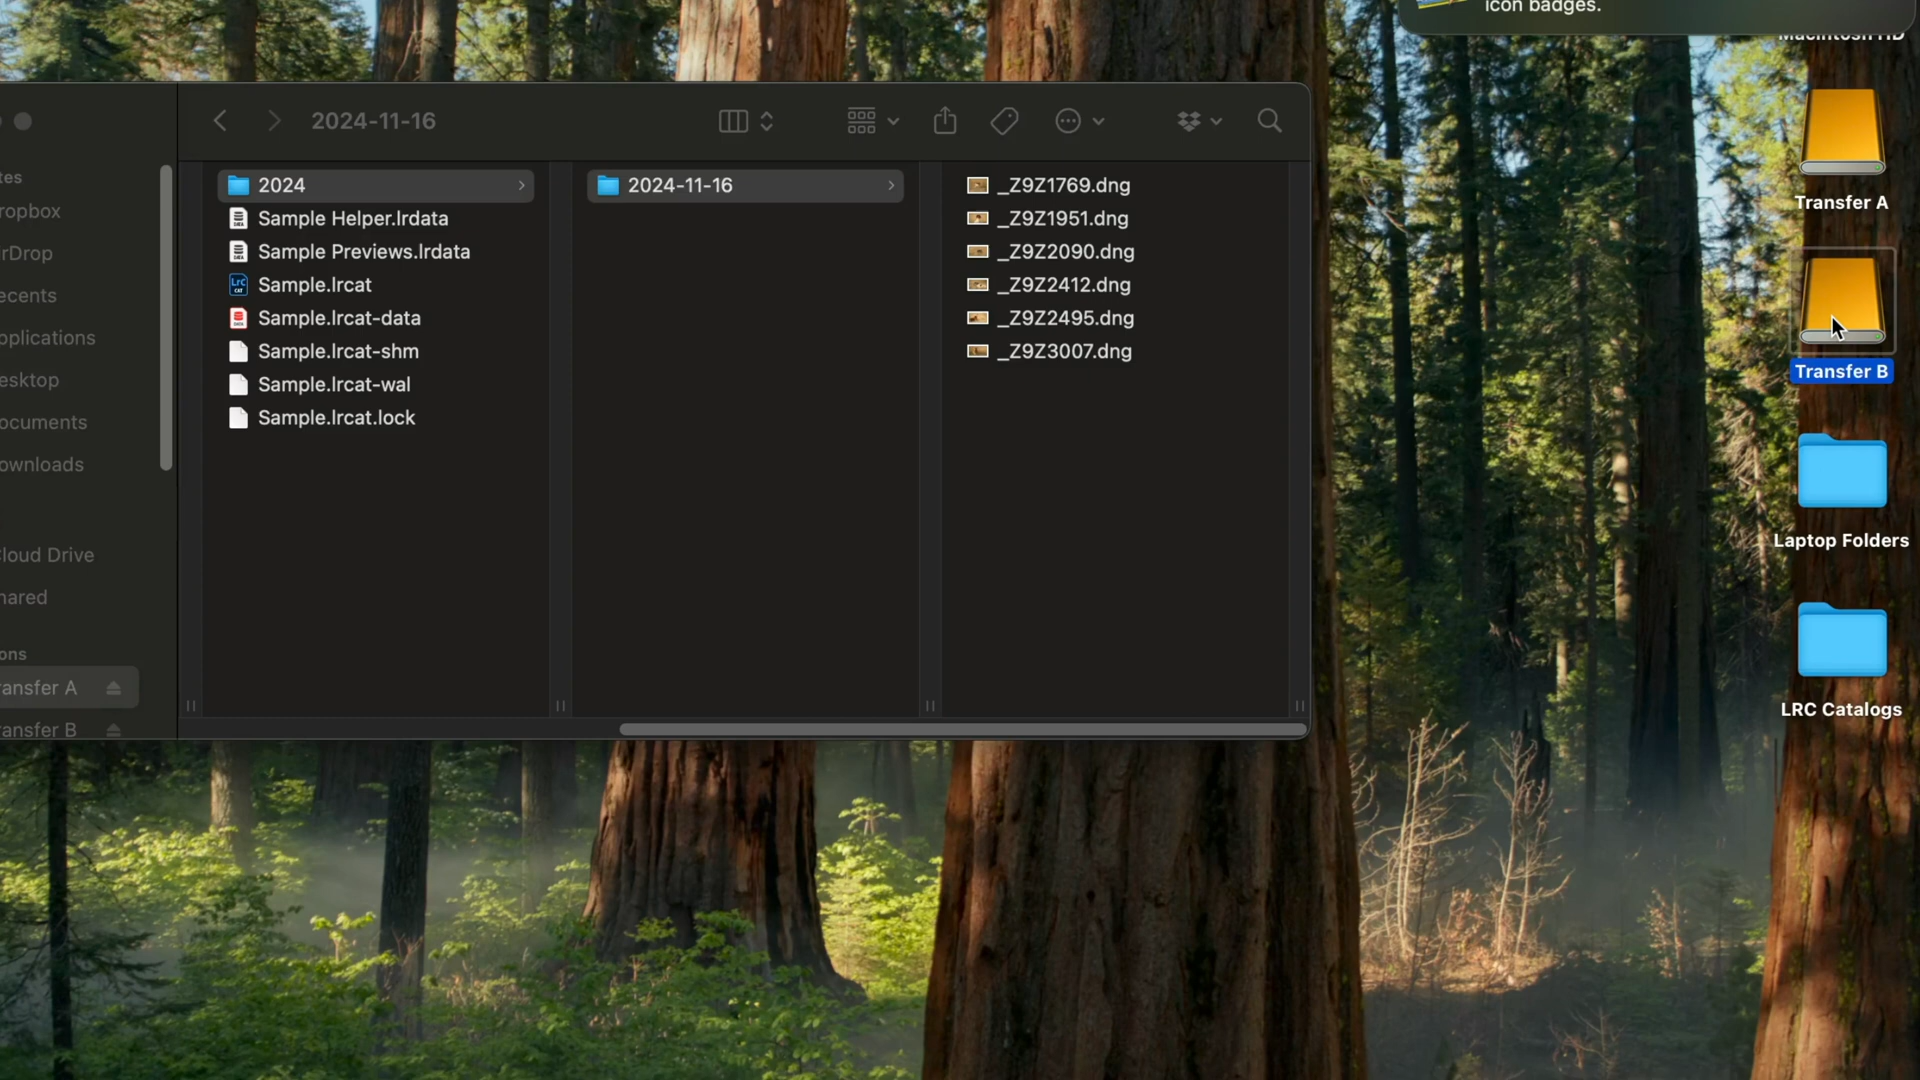 icon badges.
2024-11-16
tes
ropbox
rDrop
ecents
pplications
esktop
ocuments
ownloads
loud Drive
hared
ons
ansfer A
ansfer B
2024
Sample Helper.lrdata
Sample Previews.lrdata
Sample.lrcat
Sample.lrcat-data
Sample.lrcat-shm
Sample.lrcat-wal
Sample.lrcat.lock
2024-11-16
_Z9Z1769.dng
_Z9Z1951.dng
_Z9Z2090.dng
_Z9Z2412.dng
_Z9Z2495.dng
_Z9Z3007.dng
Macintosh HD
Transfer A
Transfer B
Laptop Folders
LRC Catalogs